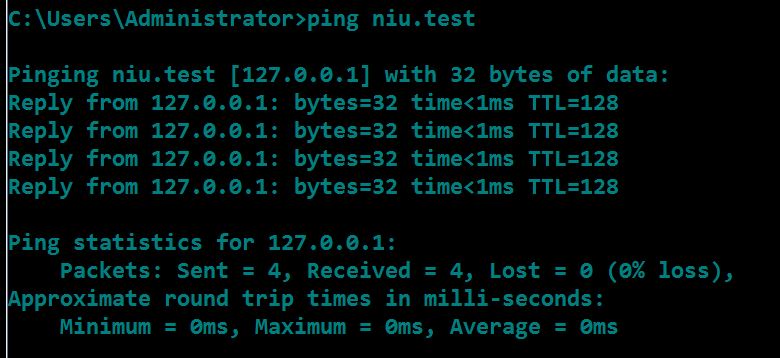 C:\Users\Administrator>ping niu.test
Pinging niu.test [127.0.0.1] with 32 bytes of data:
Reply from 127.0.0.1: bytes=32 time<1ms TTL=128
Reply from 127.0.0.1: bytes=32 time<1ms TTL=128
Reply from 127.0.0.1: bytes=32 time<1ms TTL=128
Reply from 127.0.0.1: bytes=32 time<1ms TTL=128
Ping statistics for 127.0.0.1:
    Packets: Sent = 4, Received = 4, Lost = 0 (0% loss),
Approximate round trip times in milli-seconds:
    Minimum = 0ms, Maximum = 0ms, Average = 0ms